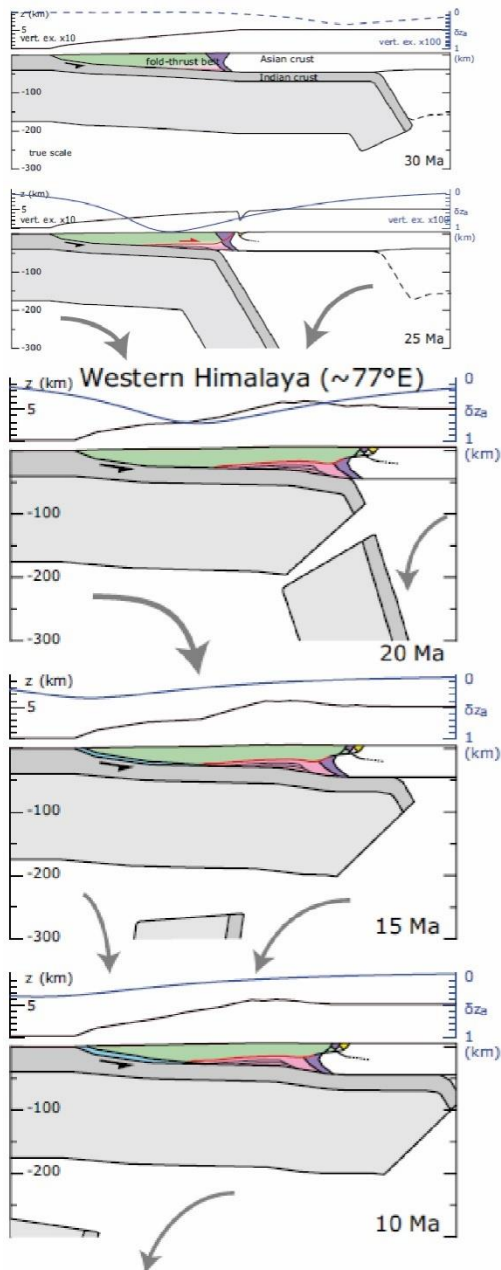 z (km) 0
5 δza
vert. ex. x10 vert. ex. x100 1
fold-thrust belt Asian crust (km)
Indian crust
-100
-200
true scale
-300 30 Ma
z (km) 0
5 δza
vert. ex. x10 vert. ex. x100 1
(km)
-100
-200
-300 25 Ma
Western Himalaya (~77°E)
z (km) 0
5 δza
1
(km)
-100
-200
-300
20 Ma
z (km) 0
5 δza
1
(km)
-100
-200
-300 15 Ma
z (km) 0
5 δza
1
(km)
-100
-200
10 Ma